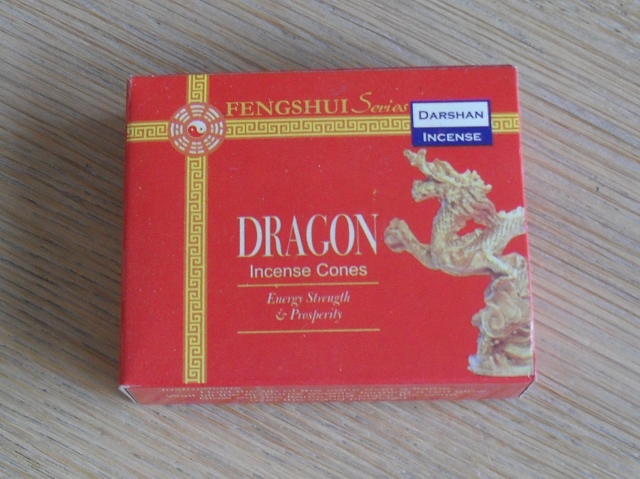 FENGSHUI Series
DARSHAN
INCENSE
DRAGON
Incense Cones
Energy Strength
& Prosperity